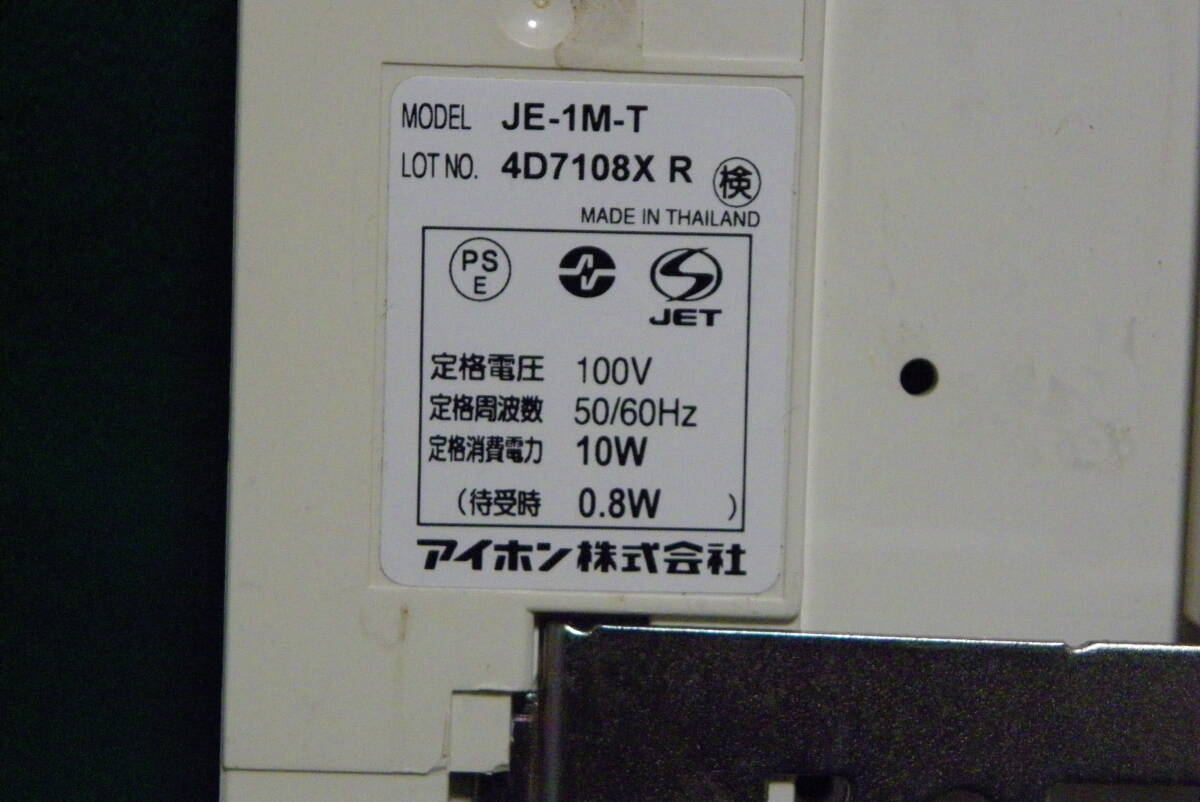 MODEL JE-1M-T
LOT NO. 4D7108X R 検
MADE IN THAILAND
PS
E
JET
定格電圧 100V
定格周波数 50/60Hz
定格消費電力 10W
(待受時 0.8W )
アイホン株式会社